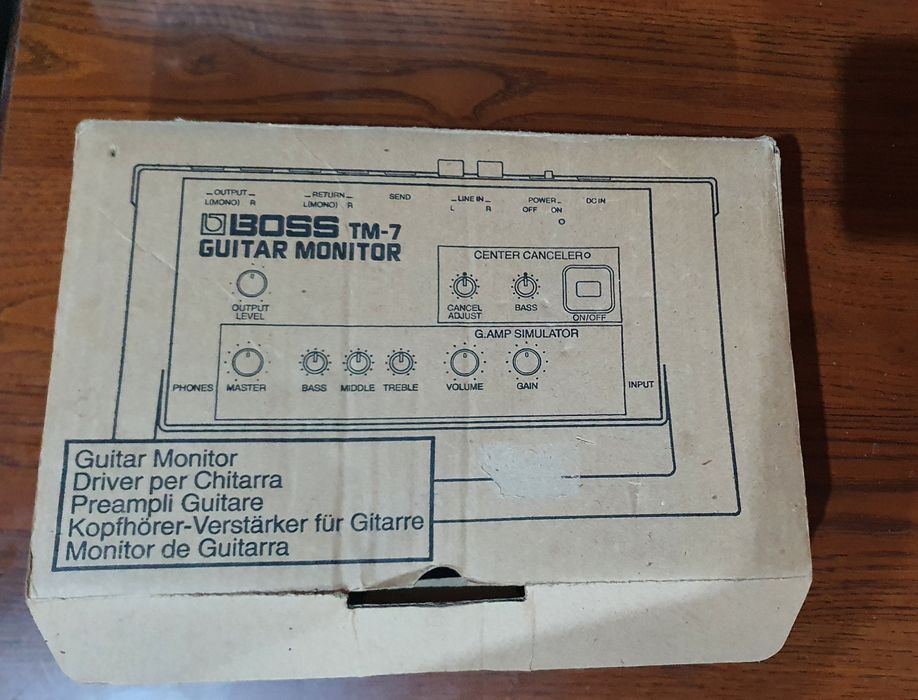 OUTPUT RETURN SEND LINE IN POWER DC IN
L(MONO) R L(MONO) R L R OFF ON
BOSS TM-7
GUITAR MONITOR
CENTER CANCELER
OUTPUT LEVEL
CANCEL ADJUST BASS ON/OFF
G.AMP SIMULATOR
PHONES MASTER BASS MIDDLE TREBLE VOLUME GAIN INPUT
Guitar Monitor
Driver per Chitarra
Preampli Guitare
Kopfhörer-Verstärker für Gitarre
Monitor de Guitarra